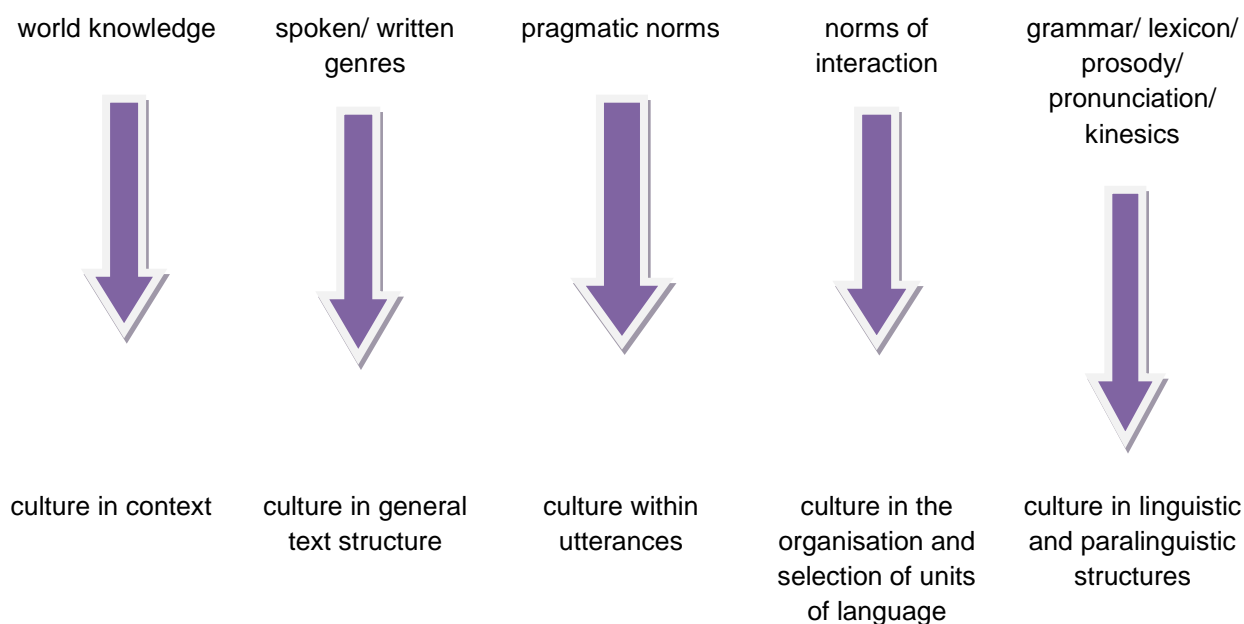 world knowledge
spoken/ written
genres
pragmatic norms
norms of
interaction
grammar/ lexicon/
prosody/
pronunciation/
kinesics
culture in context
culture in general
text structure
culture within
utterances
culture in the
organisation and
selection of units
of language
culture in linguistic
and paralinguistic
structures